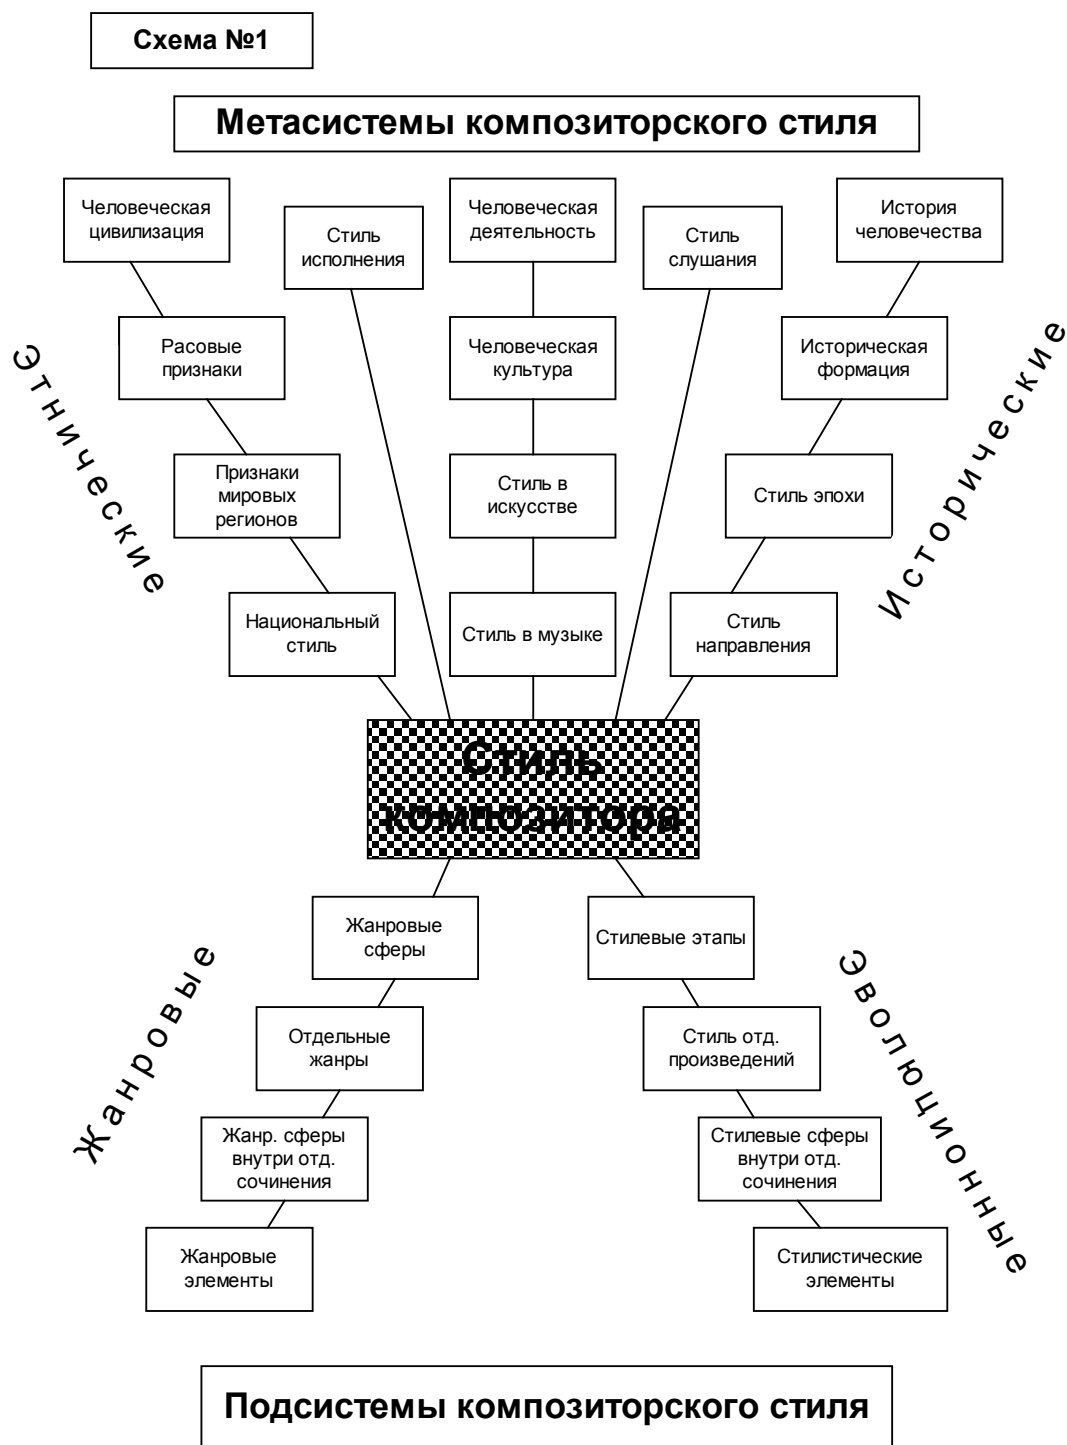 Схема №1
Метасистемы композиторского стиля
Человеческая
цивилизация
Стиль
исполнения
Человеческая
деятельность
Стиль
слушания
История
человечества
Расовые
признаки
Человеческая
культура
Историческая
формация
Этнические
Исторические
Признаки
мировых
регионов
Стиль в
искусстве
Стиль эпохи
Национальный
стиль
Стиль в музыке
Стиль
направления
Стиль
композитора
Жанровые
сферы
Стилевые этапы
Жанровые
Эволюционные
Отдельные
жанры
Стиль отд.
произведений
Жанр. сферы
внутри отд.
сочинения
Стилевые сферы
внутри отд.
сочинения
Жанровые
элементы
Стилистические
элементы
Подсистемы композиторского стиля